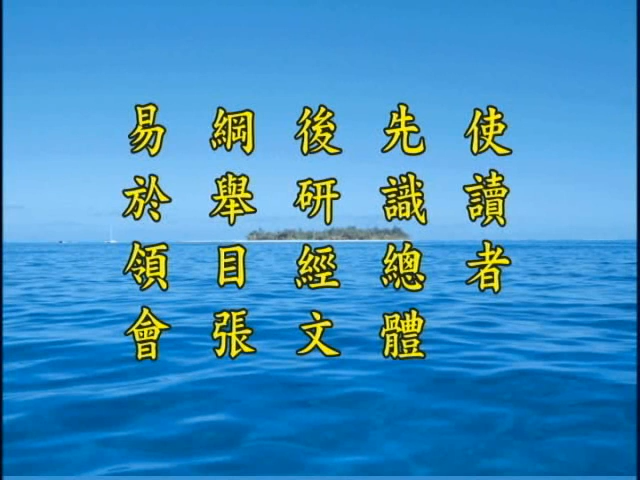 使讀者
先識總體
後研經文
綱舉目張
易於領會